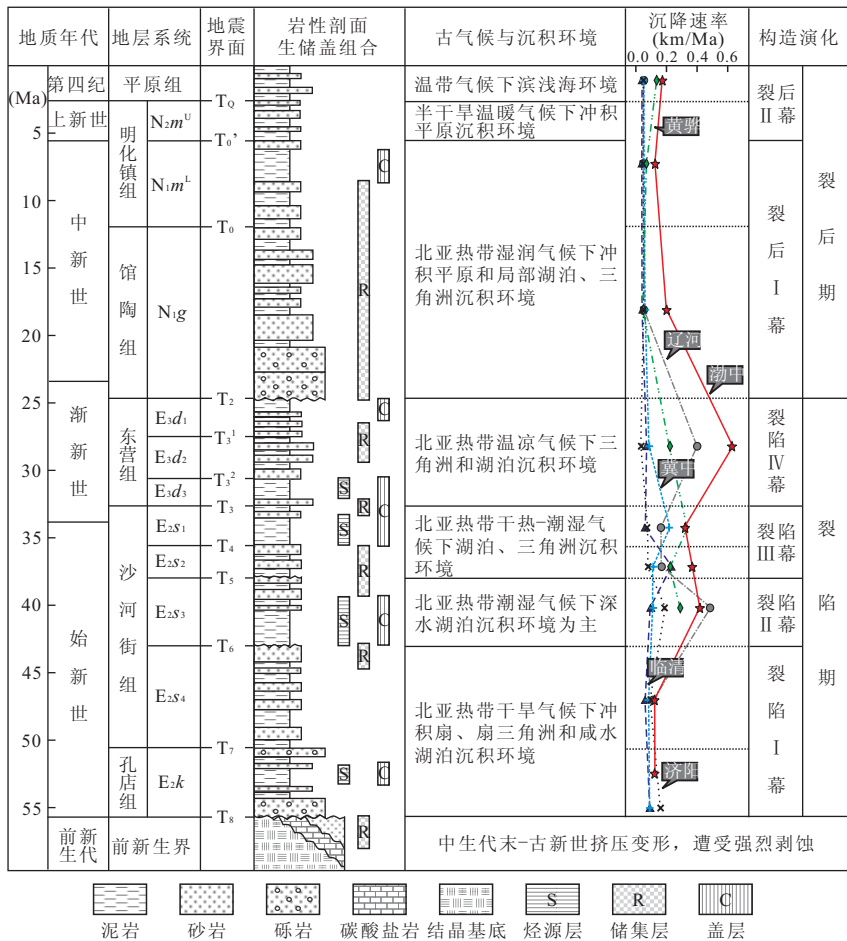 地质年代
地层系统
地震
界面
岩性剖面
生储盖组合
古气候与沉积环境
沉降速率
(km/Ma)
0.0 0.2 0.4 0.6
构造演化
(Ma)
5
10
15
20
25
30
35
40
45
50
55
第四纪
上新世
中新世
渐新世
始新世
前新
生代
平原组
明化镇组
馆陶组
东营组
沙河街组
孔店组
前新生界
N₂mᵁ
N₁mᴸ
N₁g
E₃d₁
E₃d₂
E₃d₃
E₂s₁
E₂s₂
E₂s₃
E₂s₄
E₂k
T_Q
T₀'
T₀
T₂
T₃¹
T₃²
T₃
T₄
T₅
T₆
T₇
T₈
C
R
C
R
S
R
C
S
R
S
C
R
S
C
R
温带气候下滨浅海环境
半干旱温暖气候下冲积
平原沉积环境
北亚热带湿润气候下冲
积平原和局部湖泊、三
角洲沉积环境
北亚热带温凉气候下三
角洲和湖泊沉积环境
北亚热带干热-潮湿气
候下湖泊、三角洲沉积
环境
北亚热带潮湿气候下深
水湖泊沉积环境为主
北亚热带干旱气候下冲
积扇、扇三角洲和咸水
湖泊沉积环境
中生代末-古新世挤压变形，遭受强烈剥蚀
黄骅
辽河
渤中
冀中
临清
济阳
裂后
II幕
裂后I幕
裂陷IV幕
裂陷
III幕
裂陷
II幕
裂陷I幕
裂后期
裂陷期
S R C
泥岩 砂岩 砾岩 碳酸盐岩 结晶基底 烃源层 储集层 盖层